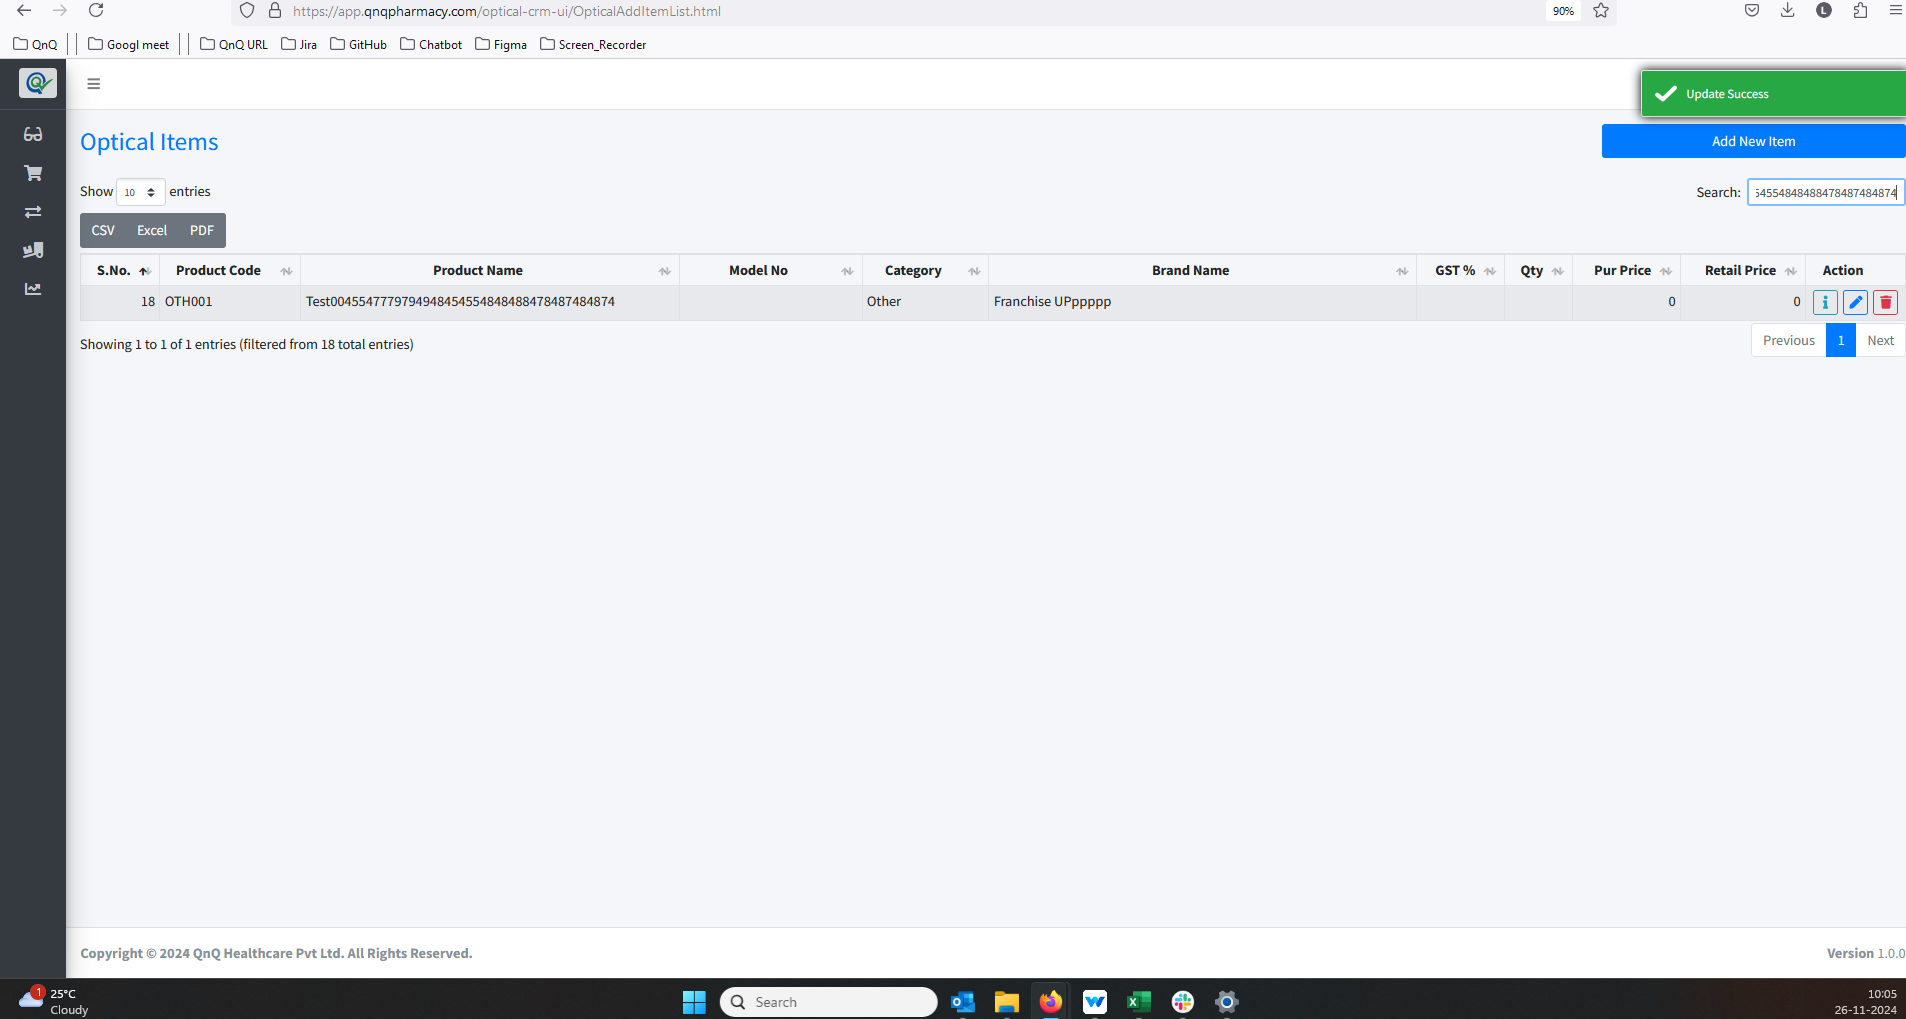 https://app.qnqpharmacy.com/optical-crm-ui/OpticalAddItemList.html 90% L
QnQ Googl meet QnQ URL Jira GitHub Chatbot Figma Screen_Recorder
Update Success
Optical Items
Add New Item
Show 10 entries
Search: 545548484884784874848​74
CSV Excel PDF
S.No. Product Code Product Name Model No Category Brand Name GST % Qty Pur Price Retail Price Action
18 OTH001 Test0045547779794948454554848488478487484874 Other Franchise UPppppp 0 0
Showing 1 to 1 of 1 entries (filtered from 18 total entries)
Previous 1 Next
Copyright © 2024 QnQ Healthcare Pvt Ltd. All Rights Reserved.
Version 1.0.0
1 25°C
Cloudy
Search
10:05
26-11-2024